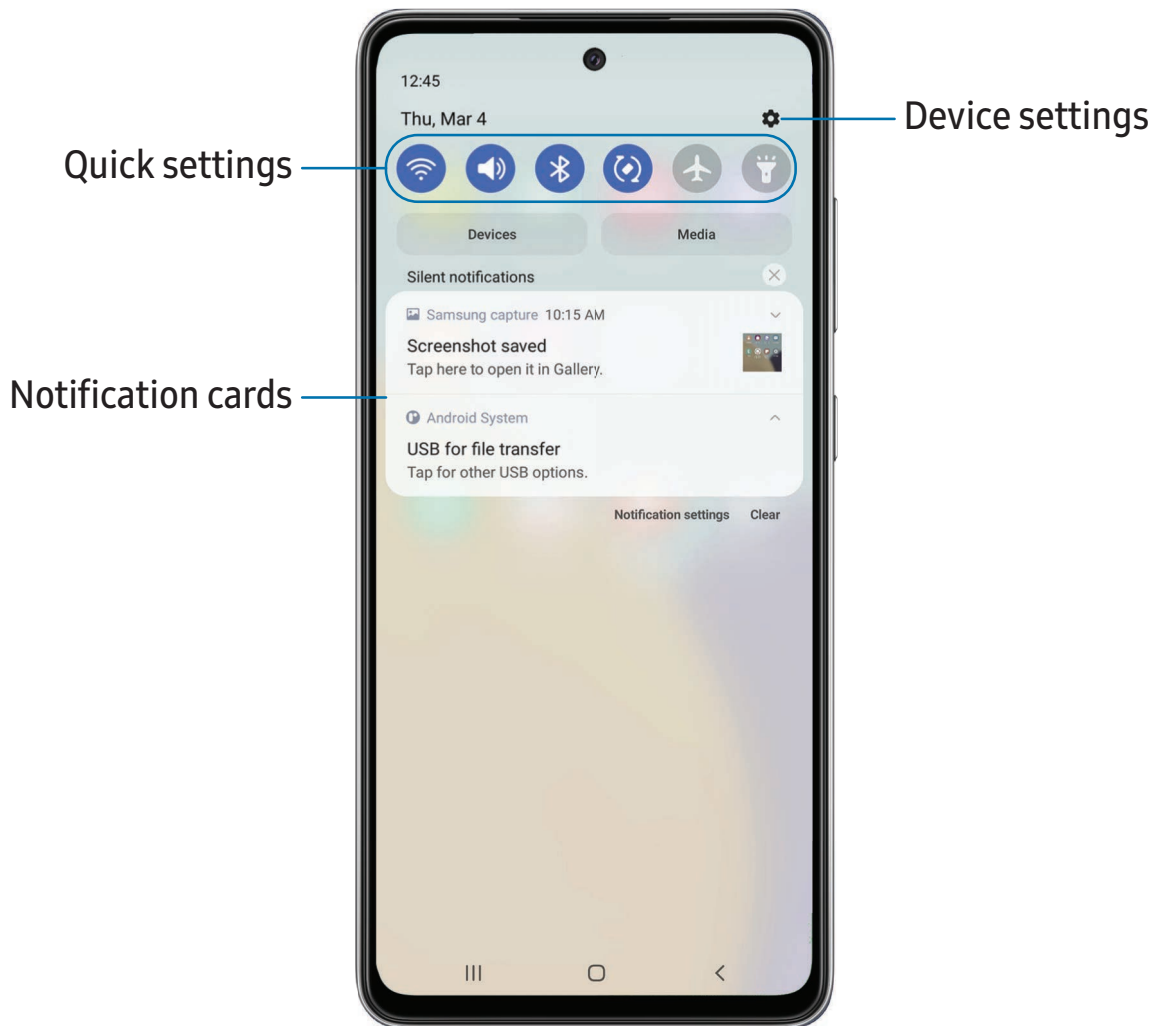 12:45
Thu, Mar 4
Device settings
Quick settings
Devices
Media
Silent notifications
Samsung capture 10:15 AM
Screenshot saved
Tap here to open it in Gallery.
Notification cards
Android System
USB for file transfer
Tap for other USB options.
Notification settings Clear